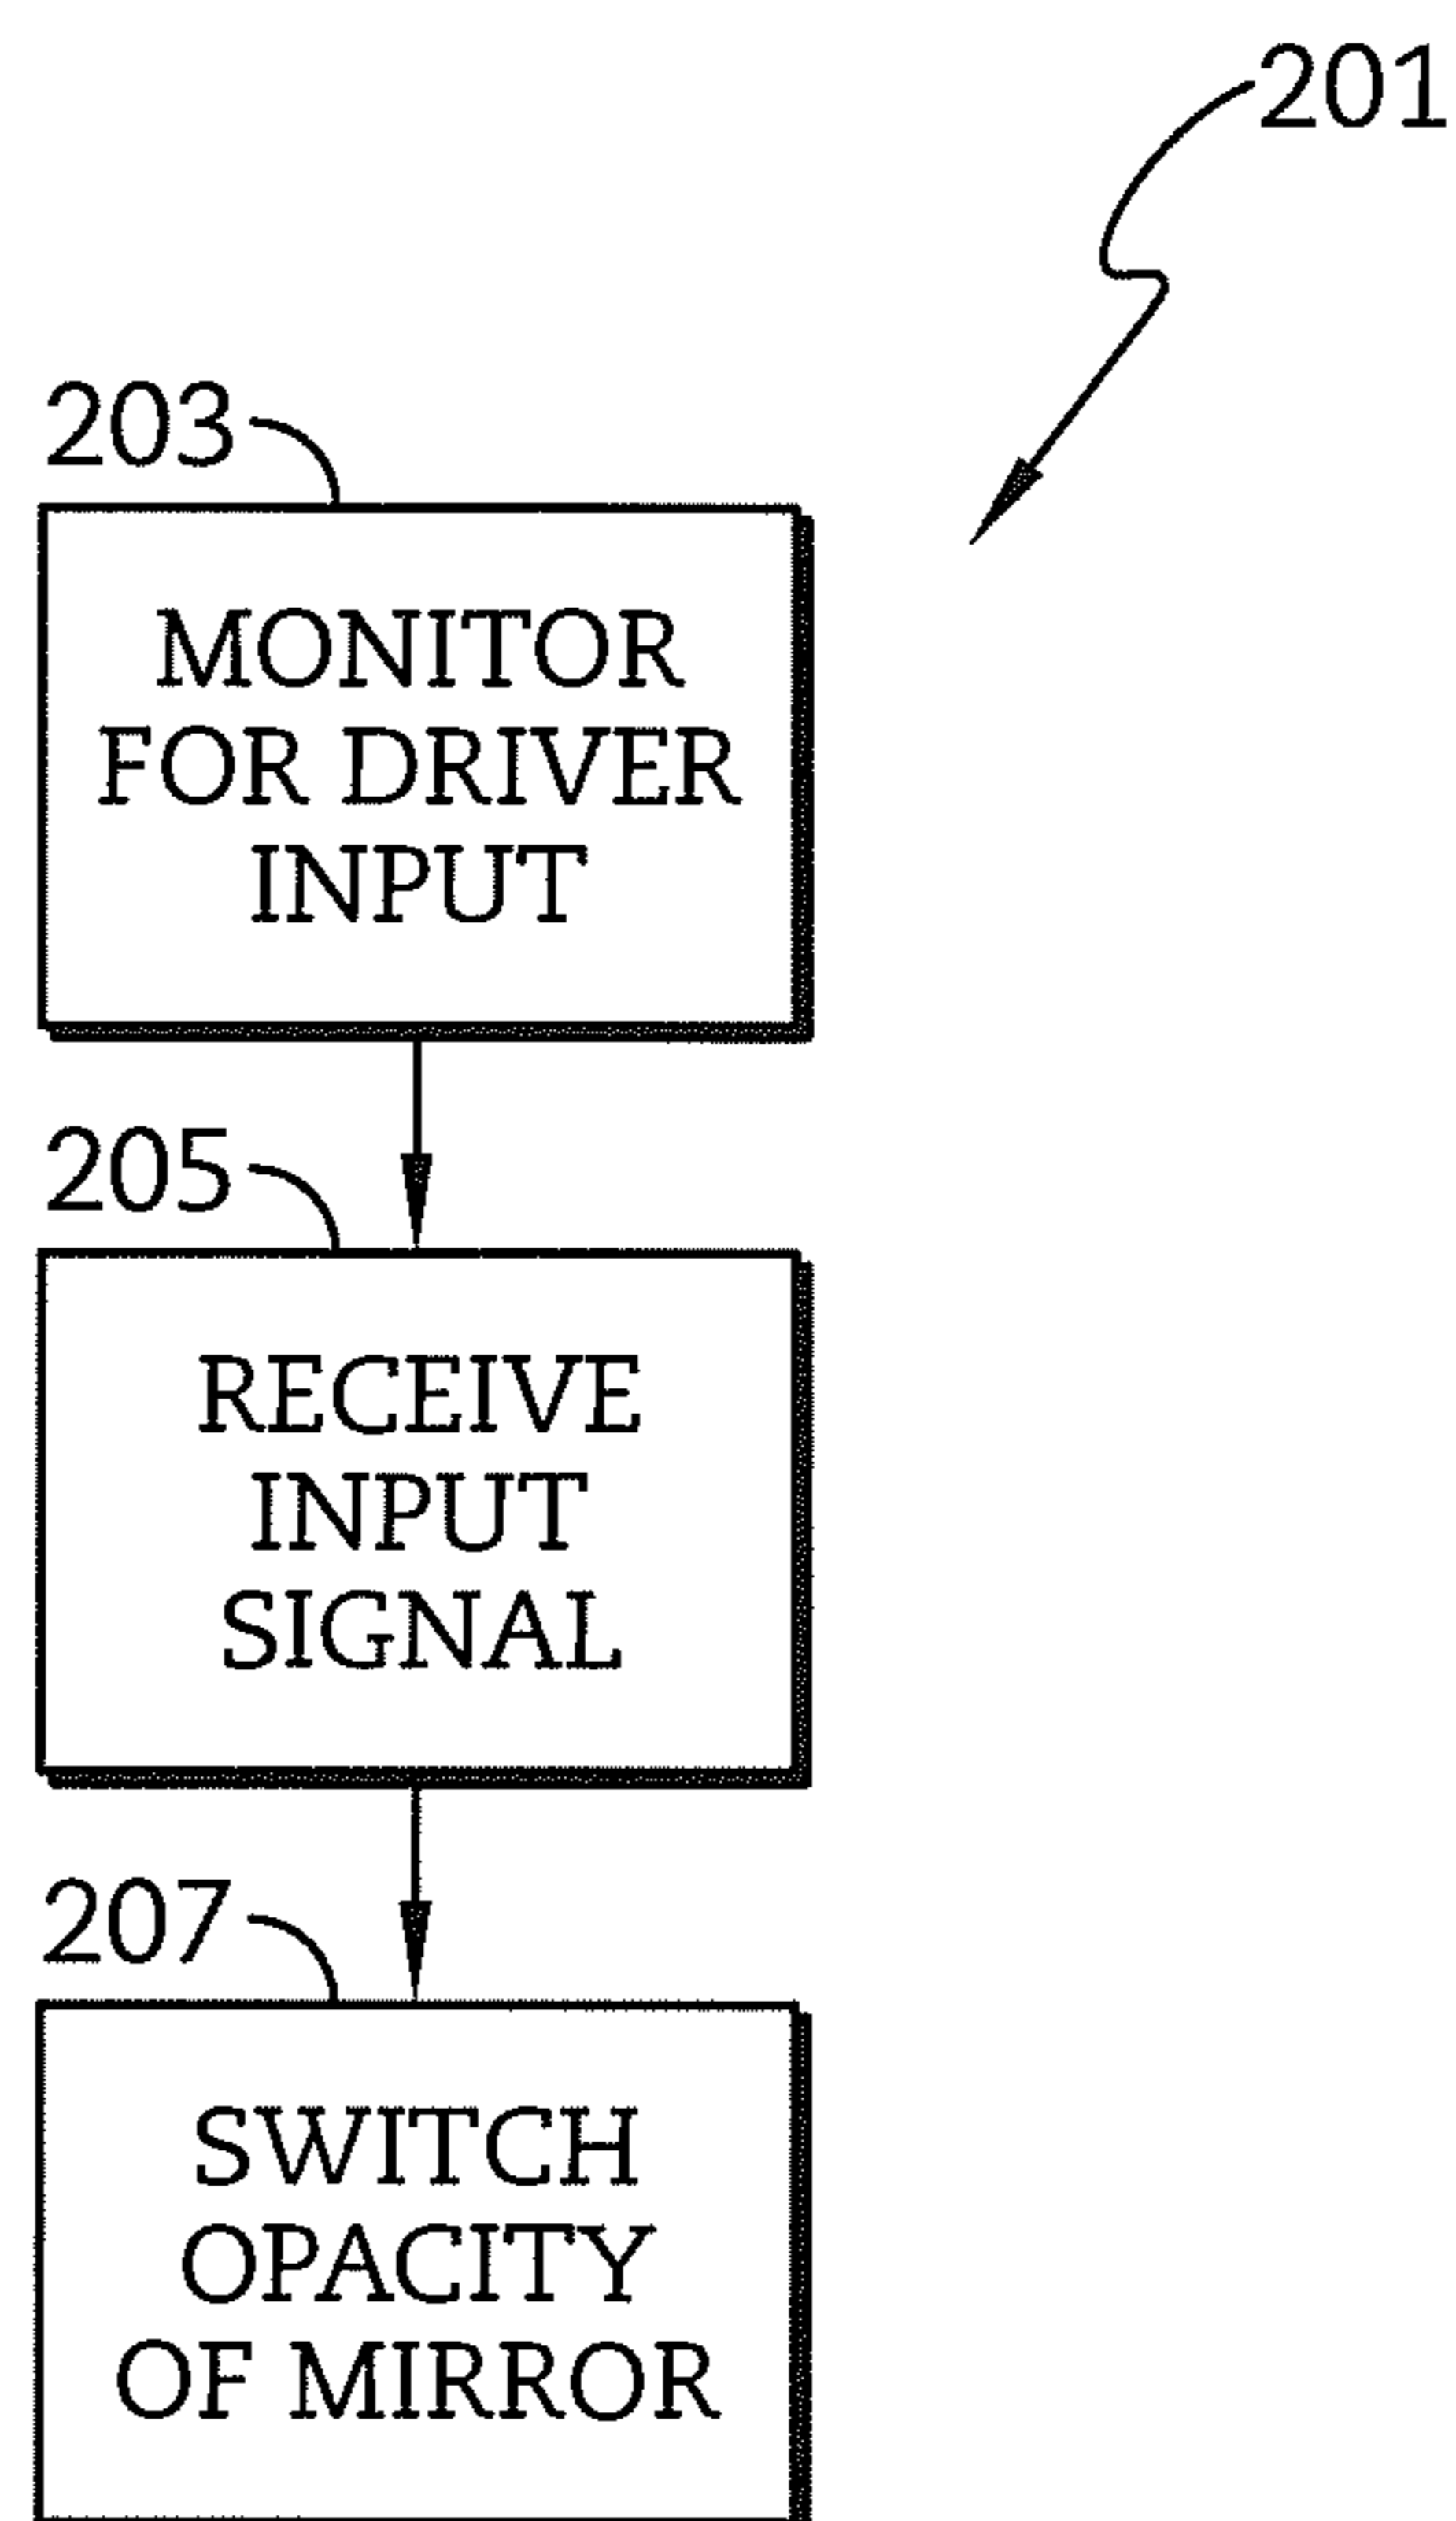 201
203
MONITOR
FOR DRIVER
INPUT
205
RECEIVE
INPUT
SIGNAL
207
SWITCH
OPACITY
OF MIRROR